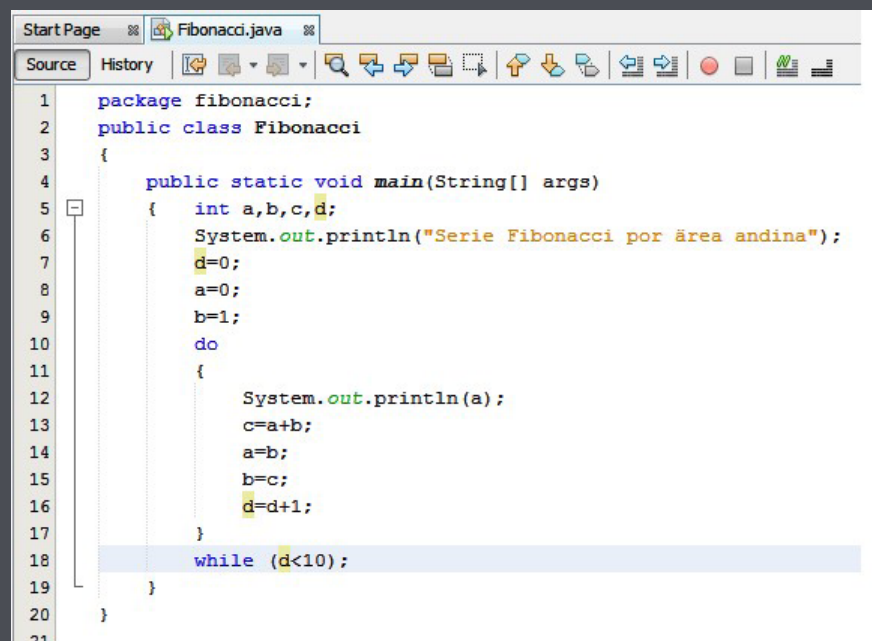 Start Page Fibonacci.java
Source History
1 package fibonacci;
2 public class Fibonacci
3 {
4 public static void main(String[] args)
5 { int a,b,c,d;
6 System.out.println("Serie Fibonacci por ärea andina");
7 d=0;
8 a=0;
9 b=1;
10 do
11 {
12 System.out.println(a);
13 c=a+b;
14 a=b;
15 b=c;
16 d=d+1;
17 }
18 while (d<10);
19 }
20 }
21